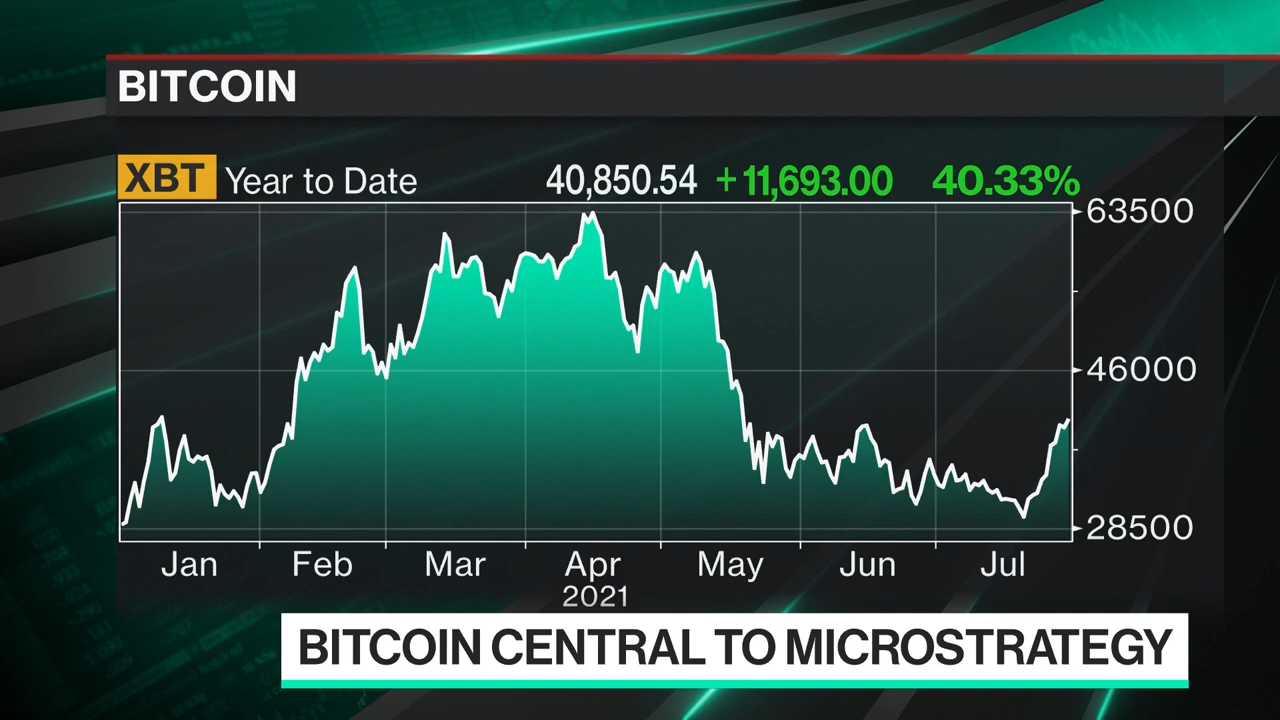 BITCOIN
XBT Year to Date 40,850.54 +11,693.00 40.33%
63500
46000
28500
Jan Feb Mar Apr May Jun Jul
2021
BITCOIN CENTRAL TO MICROSTRATEGY